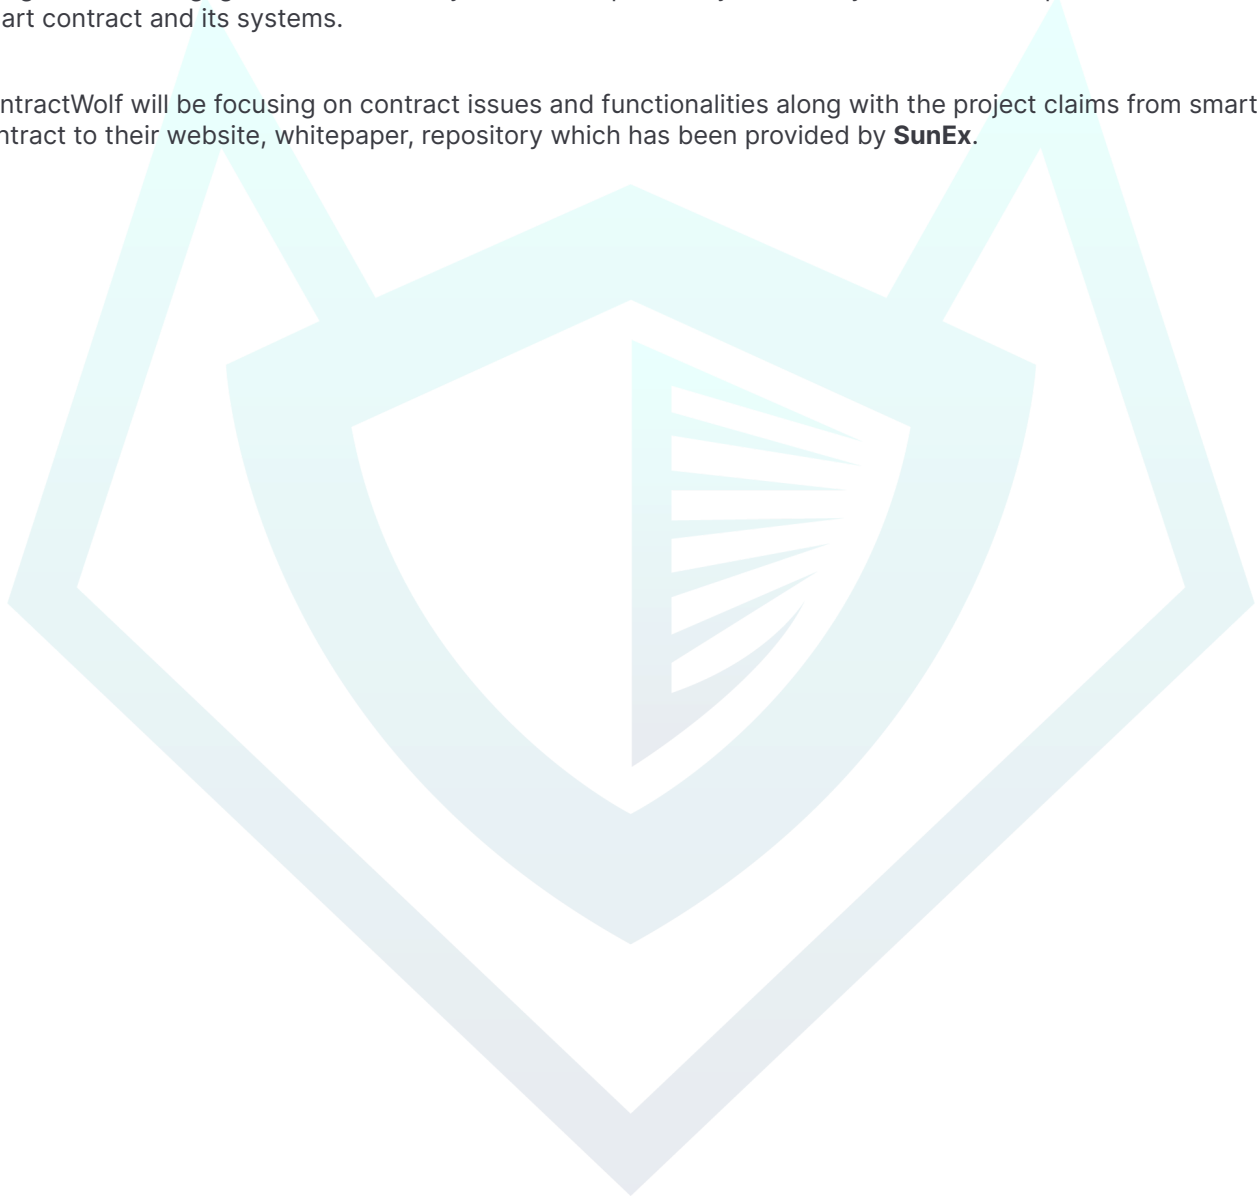 art contract and its systems.
ntractWolf will be focusing on contract issues and functionalities along with the project claims from smart
ntract to their website, whitepaper, repository which has been provided by SunEx.